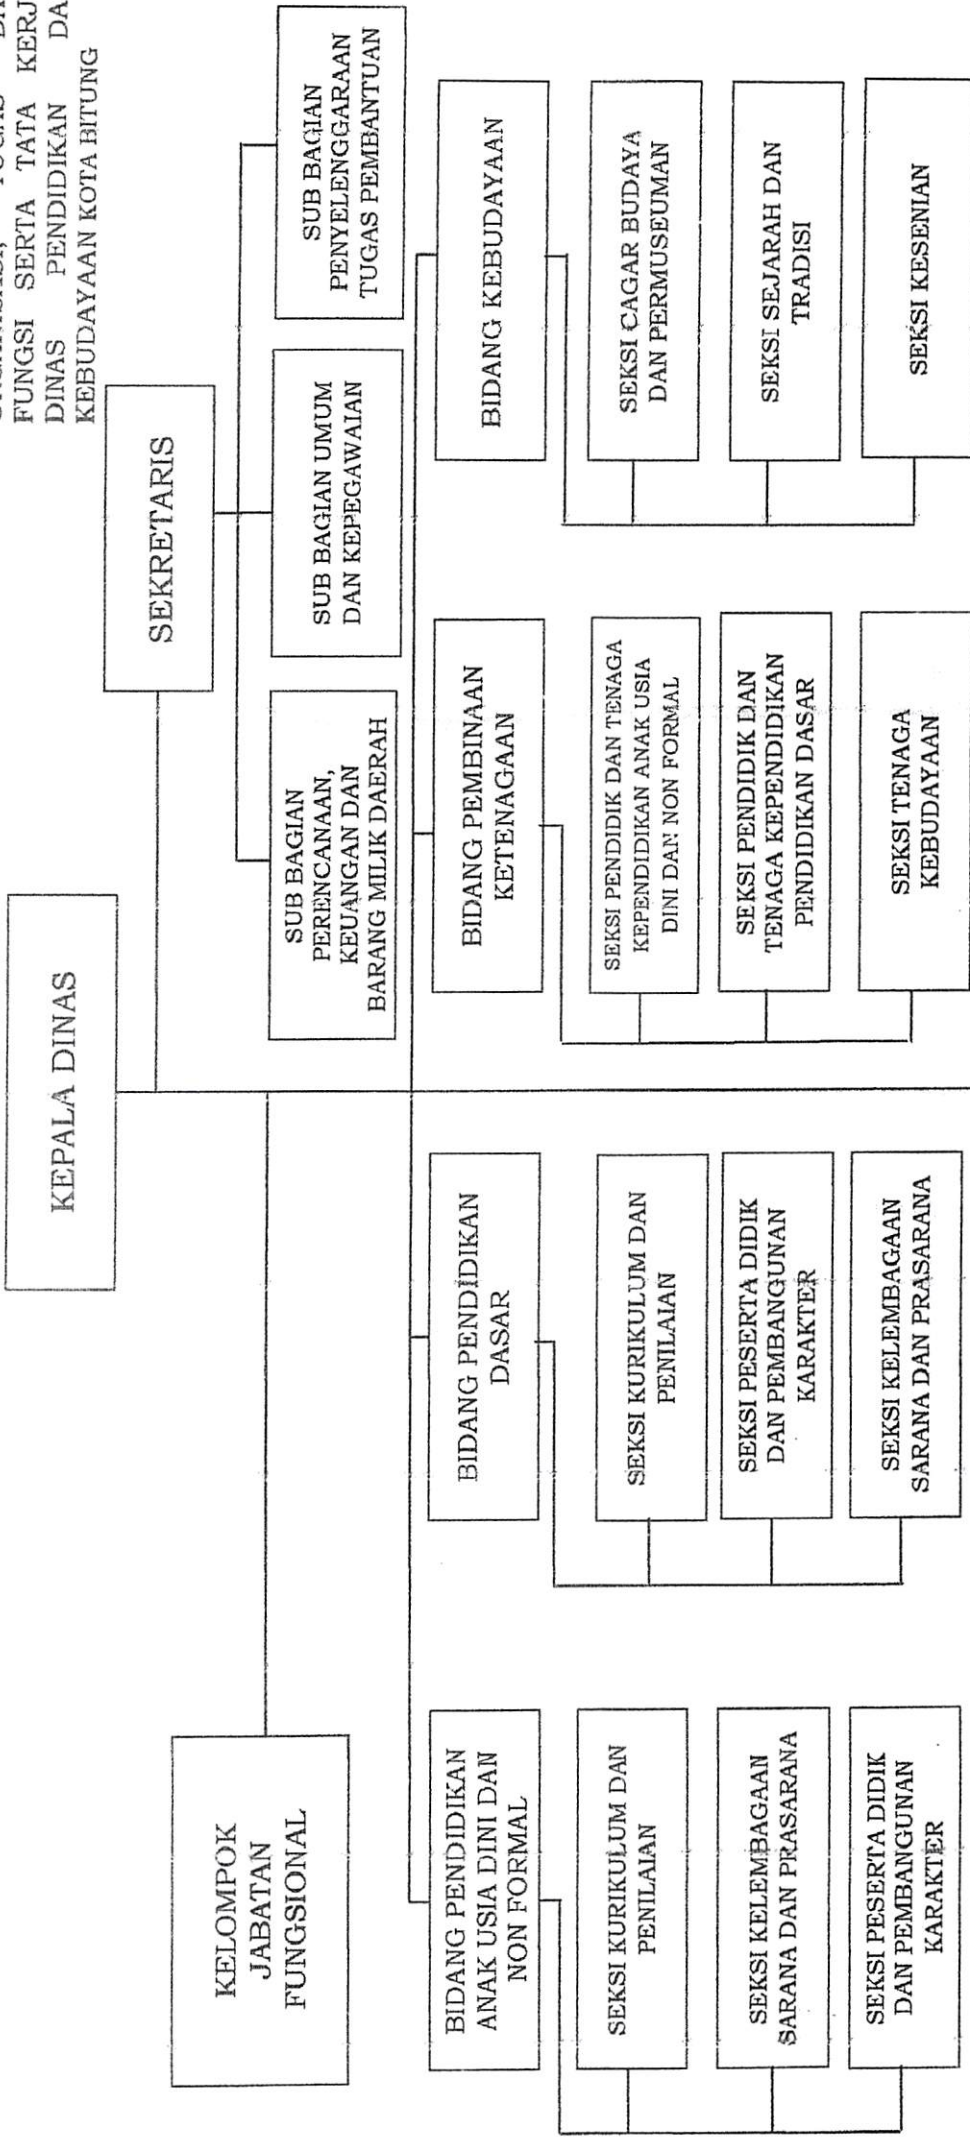 FUNGSI SERTA TATA KERJ
DINAS PENDIDIKAN DA
KEBUDAYAAN KOTA BITUNG
KEPALA DINAS
SEKRETARIS
KELOMPOK
JABATAN
FUNGSIONAL
SUB BAGIAN
PERENCANAAN,
KEUANGAN DAN
BARANG MILIK DAERAH
SUB BAGIAN UMUM
DAN KEPEGAWAIAN
SUB BAGIAN
PENYELENGGARAAN
TUGAS PEMBANTUAN
BIDANG PENDIDIKAN
ANAK USIA DINI DAN
NON FORMAL
SEKSI KURIKULUM DAN
PENILAIAN
SEKSI KELEMBAGAAN
SARANA DAN PRASARANA
SEKSI PESERTA DIDIK
DAN PEMBANGUNAN
KARAKTER
BIDANG PENDIDIKAN
DASAR
SEKSI KURIKULUM DAN
PENILAIAN
SEKSI PESERTA DIDIK
DAN PEMBANGUNAN
KARAKTER
SEKSI KELEMBAGAAN
SARANA DAN PRASARANA
BIDANG PEMBINAAN
KETENAGAAN
SEKSI PENDIDIK DAN TENAGA
KEPENDIDIKAN ANAK USIA
DINI DAN NON FORMAL
SEKSI PENDIDIK DAN
TENAGA KEPENDIDIKAN
PENDIDIKAN DASAR
SEKSI TENAGA
KEBUDAYAAN
BIDANG KEBUDAYAAN
SEKSI CAGAR BUDAYA
DAN PERMUSEUMAN
SEKSI SEJARAH DAN
TRADISI
SEKSI KESENIAN